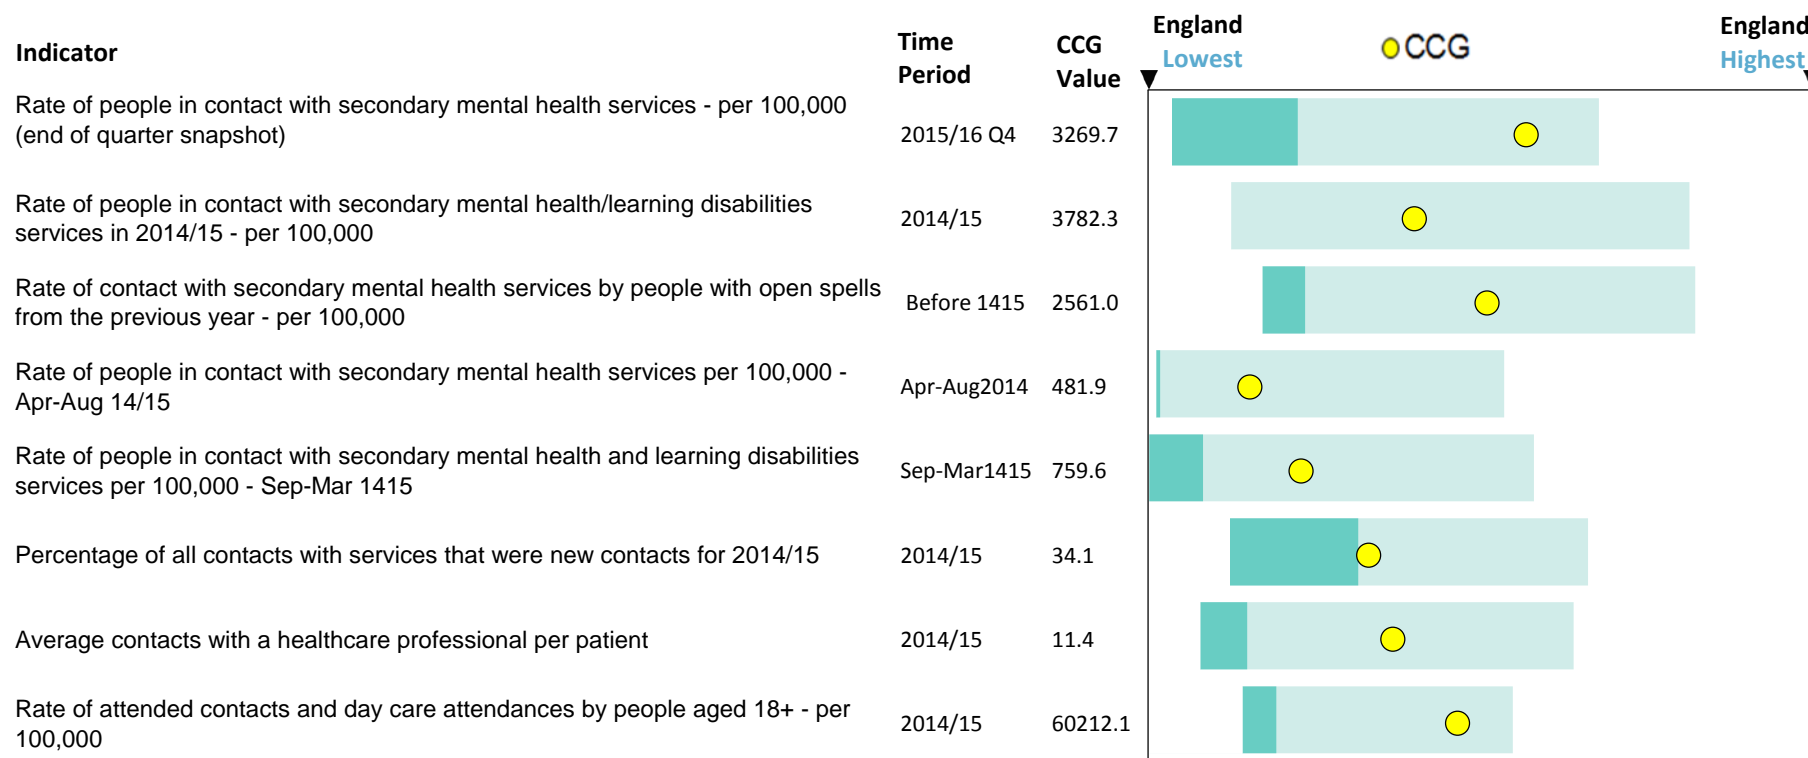 Indicator
Time
Period
CCG
Value
England
Lowest
CCG
England
Highest
Rate of people in contact with secondary mental health services - per 100,000
(end of quarter snapshot)
2015/16 Q4
3269.7
Rate of people in contact with secondary mental health/learning disabilities
services in 2014/15 - per 100,000
2014/15
3782.3
Rate of contact with secondary mental health services by people with open spells
from the previous year - per 100,000
Before 1415
2561.0
Rate of people in contact with secondary mental health services per 100,000 -
Apr-Aug 14/15
Apr-Aug2014
481.9
Rate of people in contact with secondary mental health and learning disabilities
services per 100,000 - Sep-Mar 1415
Sep-Mar1415
759.6
Percentage of all contacts with services that were new contacts for 2014/15
2014/15
34.1
Average contacts with a healthcare professional per patient
2014/15
11.4
Rate of attended contacts and day care attendances by people aged 18+ - per
100,000
2014/15
60212.1